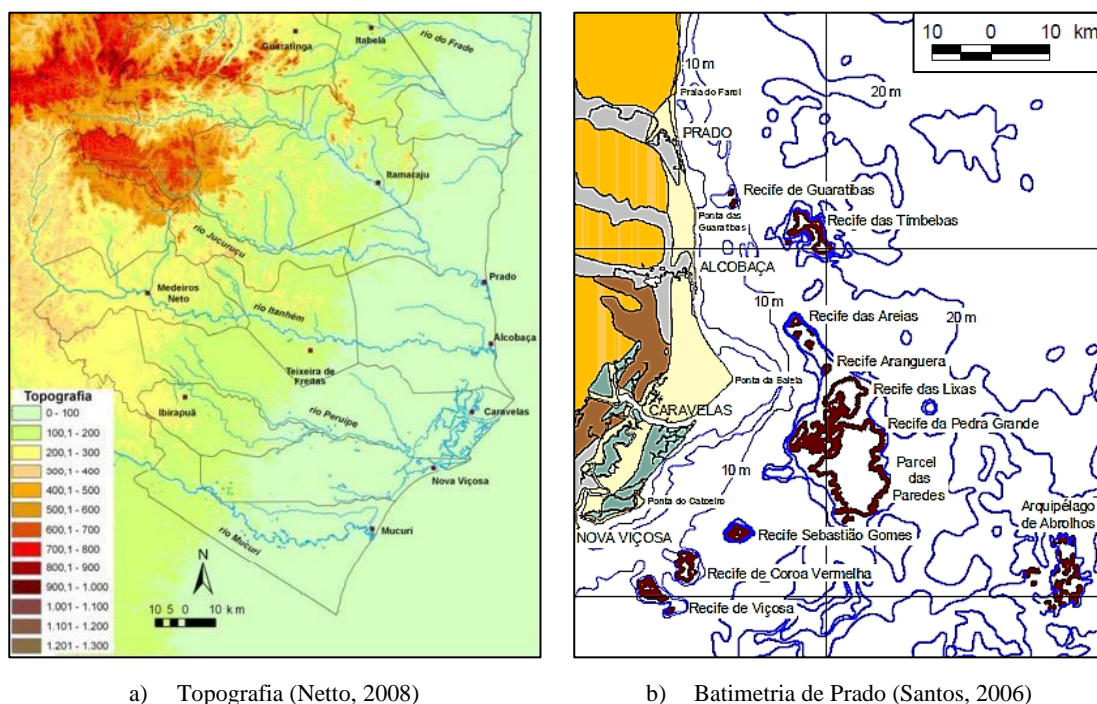 Guaratinga
Itabela
rio do Frade
Itamaraju
rio Jucuruçu
Prado
Medeiros
Neto
rio Itanhém
Alcobaça
Teixeira de
Freitas
Ibirapuã
rio Peruípe
Caravelas
Nova Viçosa
rio Mucuri
Mucuri
Topografia
0 - 100
100,1 - 200
200,1 - 300
300,1 - 400
400,1 - 500
500,1 - 600
600,1 - 700
700,1 - 800
800,1 - 900
900,1 - 1.000
1.001 - 1.100
1.101 - 1.200
1.201 - 1.300
N
10 5 0 10 km
10 0 10 km
10 m
20 m
Praia do Farol
PRADO
Recife de Guaratibas
Ponta das
Guaratibas
Recife das Timbebas
ALCOBAÇA
10 m
20 m
Recife das Areias
Recife Aranguera
Ponta da Baleia
Recife das Lixas
CARAVELAS
Recife da Pedra Grande
10 m
Parcel
das
Paredes
Ponta do Catoeiro
Arquipélago
de Abrolhos
NOVA VIÇOSA
Recife Sebastião Gomes
Recife de Coroa Vermelha
Recife de Viçosa
a) Topografia (Netto, 2008)
b) Batimetria de Prado (Santos, 2006)